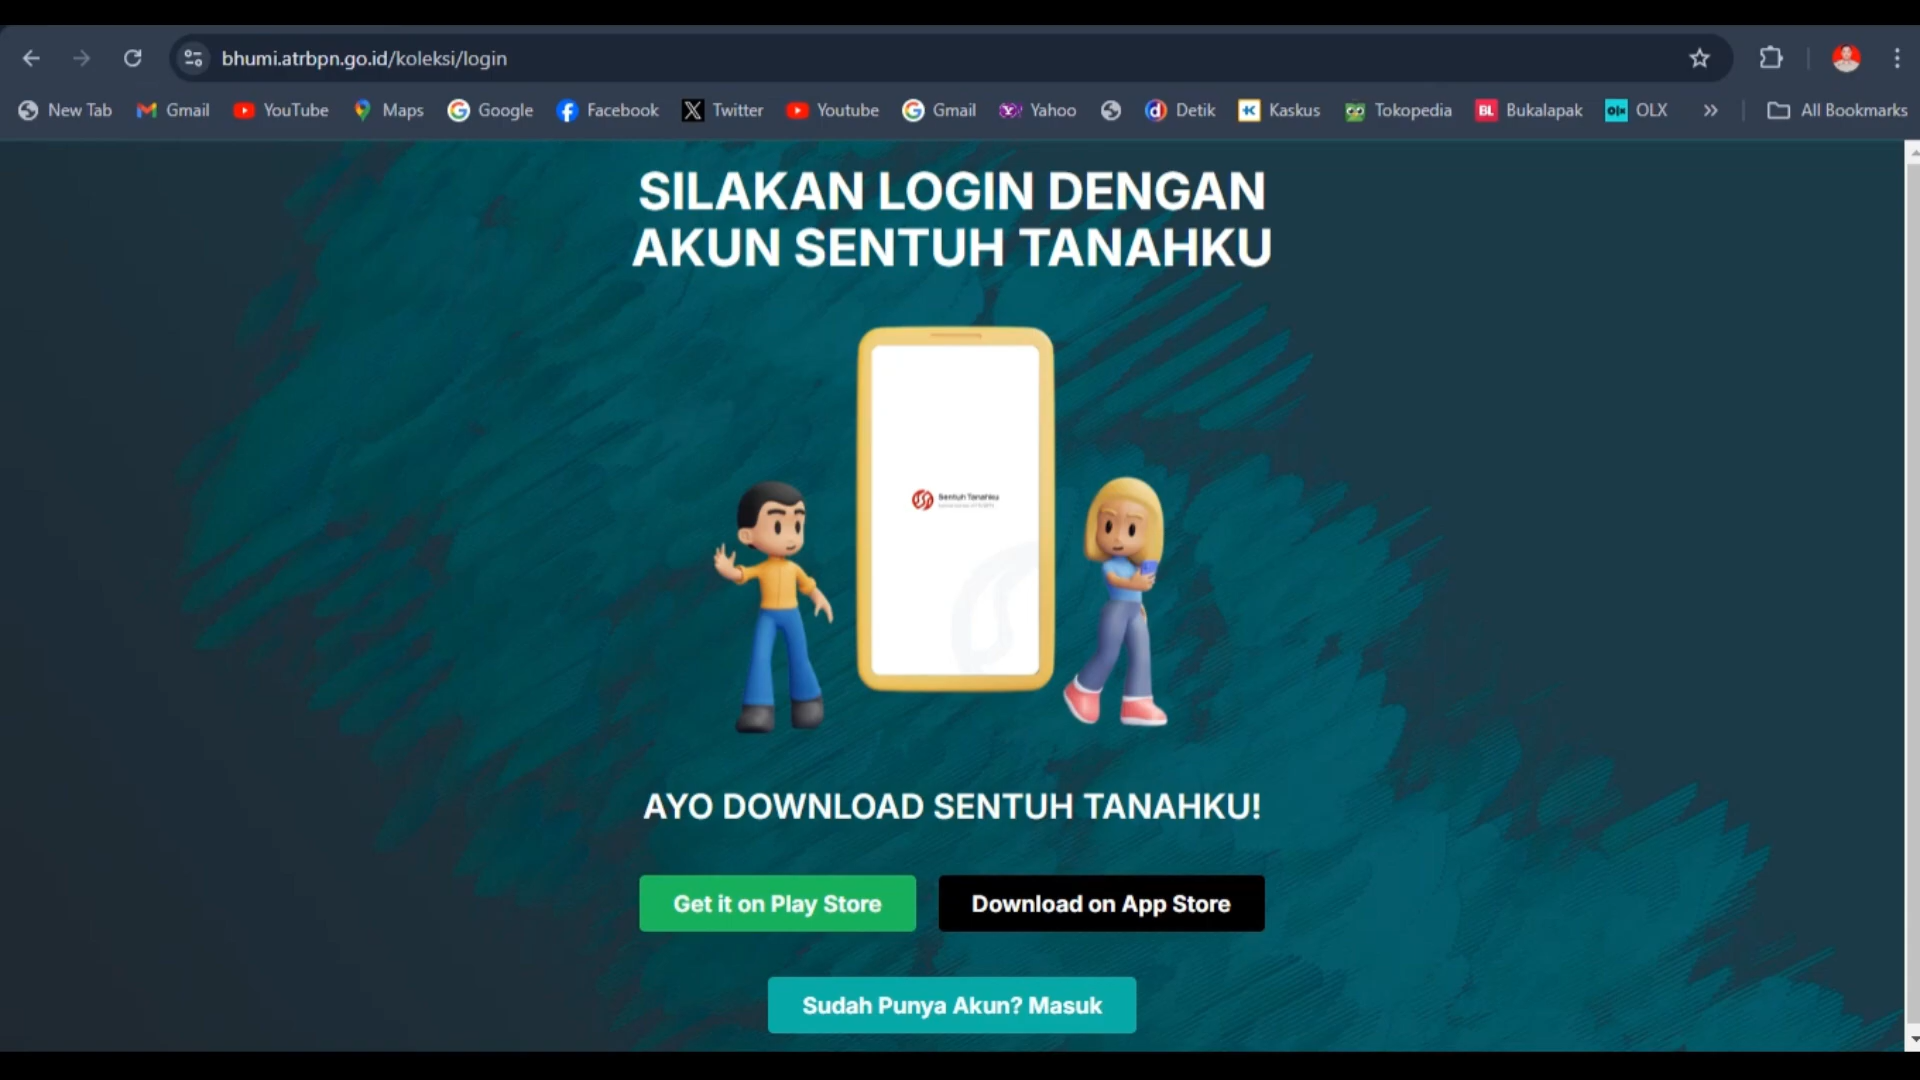 bhumi.atrbpn.go.id/koleksi/login
New Tab Gmail YouTube Maps Google Facebook Twitter Youtube Gmail Yahoo Detik Kaskus Tokopedia Bukalapak OLX All Bookmarks
SILAKAN LOGIN DENGAN
AKUN SENTUH TANAHKU
Sentuh Tanahku
AYO DOWNLOAD SENTUH TANAHKU!
Get it on Play Store Download on App Store
Sudah Punya Akun? Masuk